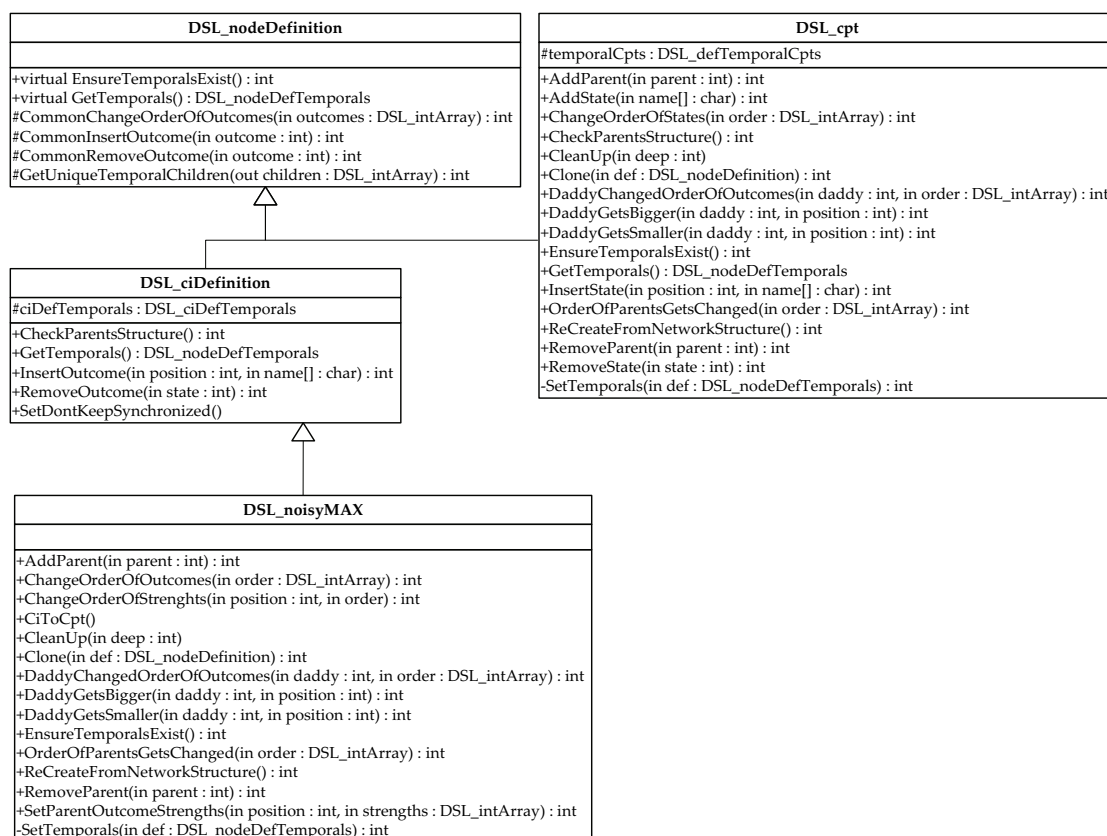 DSL_nodeDefinition
+virtual EnsureTemporalsExist() : int
+virtual GetTemporals() : DSL_nodeDefTemporals
#CommonChangeOrderOfOutcomes(in outcomes : DSL_intArray) : int
#CommonInsertOutcome(in outcome : int) : int
#CommonRemoveOutcome(in outcome : int) : int
#GetUniqueTemporalChildren(out children : DSL_intArray) : int
DSL_cpt
#temporalCpts : DSL_defTemporalCpts
+AddParent(in parent : int) : int
+AddState(in name[] : char) : int
+ChangeOrderOfStates(in order : DSL_intArray) : int
+CheckParentsStructure() : int
+CleanUp(in deep : int)
+Clone(in def : DSL_nodeDefinition) : int
+DaddyChangedOrderOfOutcomes(in daddy : int, in order : DSL_intArray) : int
+DaddyGetsBigger(in daddy : int, in position : int) : int
+DaddyGetsSmaller(in daddy : int, in position : int) : int
+EnsureTemporalsExist() : int
+GetTemporals() : DSL_nodeDefTemporals
+InsertState(in position : int, in name[] : char) : int
+OrderOfParentsGetsChanged(in order : DSL_intArray) : int
+ReCreateFromNetworkStructure() : int
+RemoveParent(in parent : int) : int
+RemoveState(in state : int) : int
-SetTemporals(in def : DSL_nodeDefTemporals) : int
DSL_ciDefinition
#ciDefTemporals : DSL_ciDefTemporals
+CheckParentsStructure() : int
+GetTemporals() : DSL_nodeDefTemporals
+InsertOutcome(in position : int, in name[] : char) : int
+RemoveOutcome(in state : int) : int
+SetDontKeepSynchronized()
DSL_noisyMAX
+AddParent(in parent : int) : int
+ChangeOrderOfOutcomes(in order : DSL_intArray) : int
+ChangeOrderOfStrenghts(in position : int, in order) : int
+CiToCpt()
+CleanUp(in deep : int)
+Clone(in def : DSL_nodeDefinition) : int
+DaddyChangedOrderOfOutcomes(in daddy : int, in order : DSL_intArray) : int
+DaddyGetsBigger(in daddy : int, in position : int) : int
+DaddyGetsSmaller(in daddy : int, in position : int) : int
+EnsureTemporalsExist() : int
+OrderOfParentsGetsChanged(in order : DSL_intArray) : int
+ReCreateFromNetworkStructure() : int
+RemoveParent(in parent : int) : int
+SetParentOutcomeStrengths(in position : int, in strengths : DSL_intArray) : int
-SetTemporals(in def : DSL_nodeDefTemporals) : int